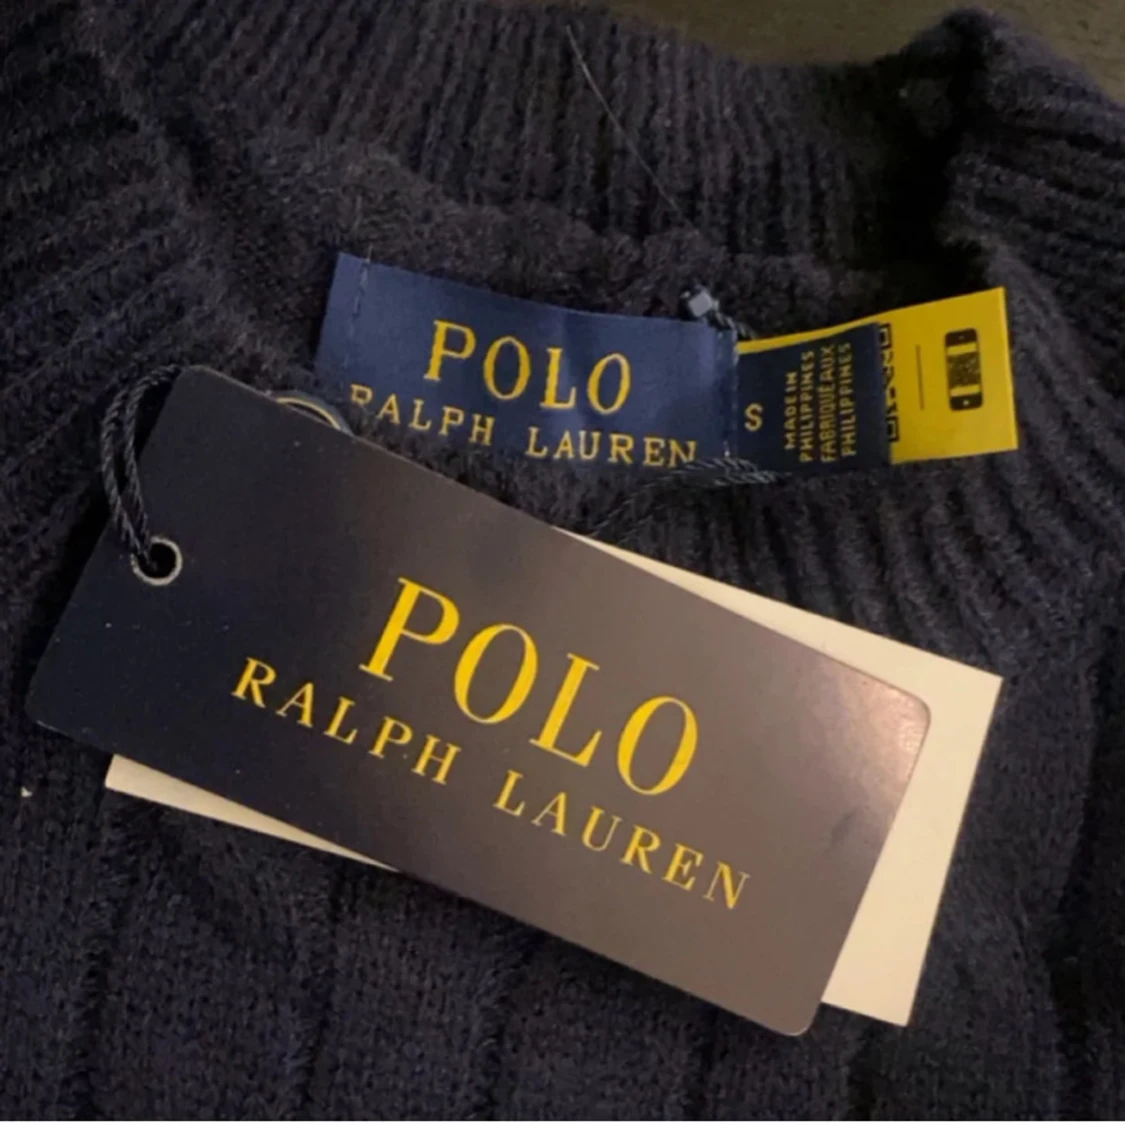 POLO
RALPH LAUREN
S
MADE IN
PHILIPPINES
FABRIQUÉ AUX
PHILIPPINES
POLO
RALPH LAUREN